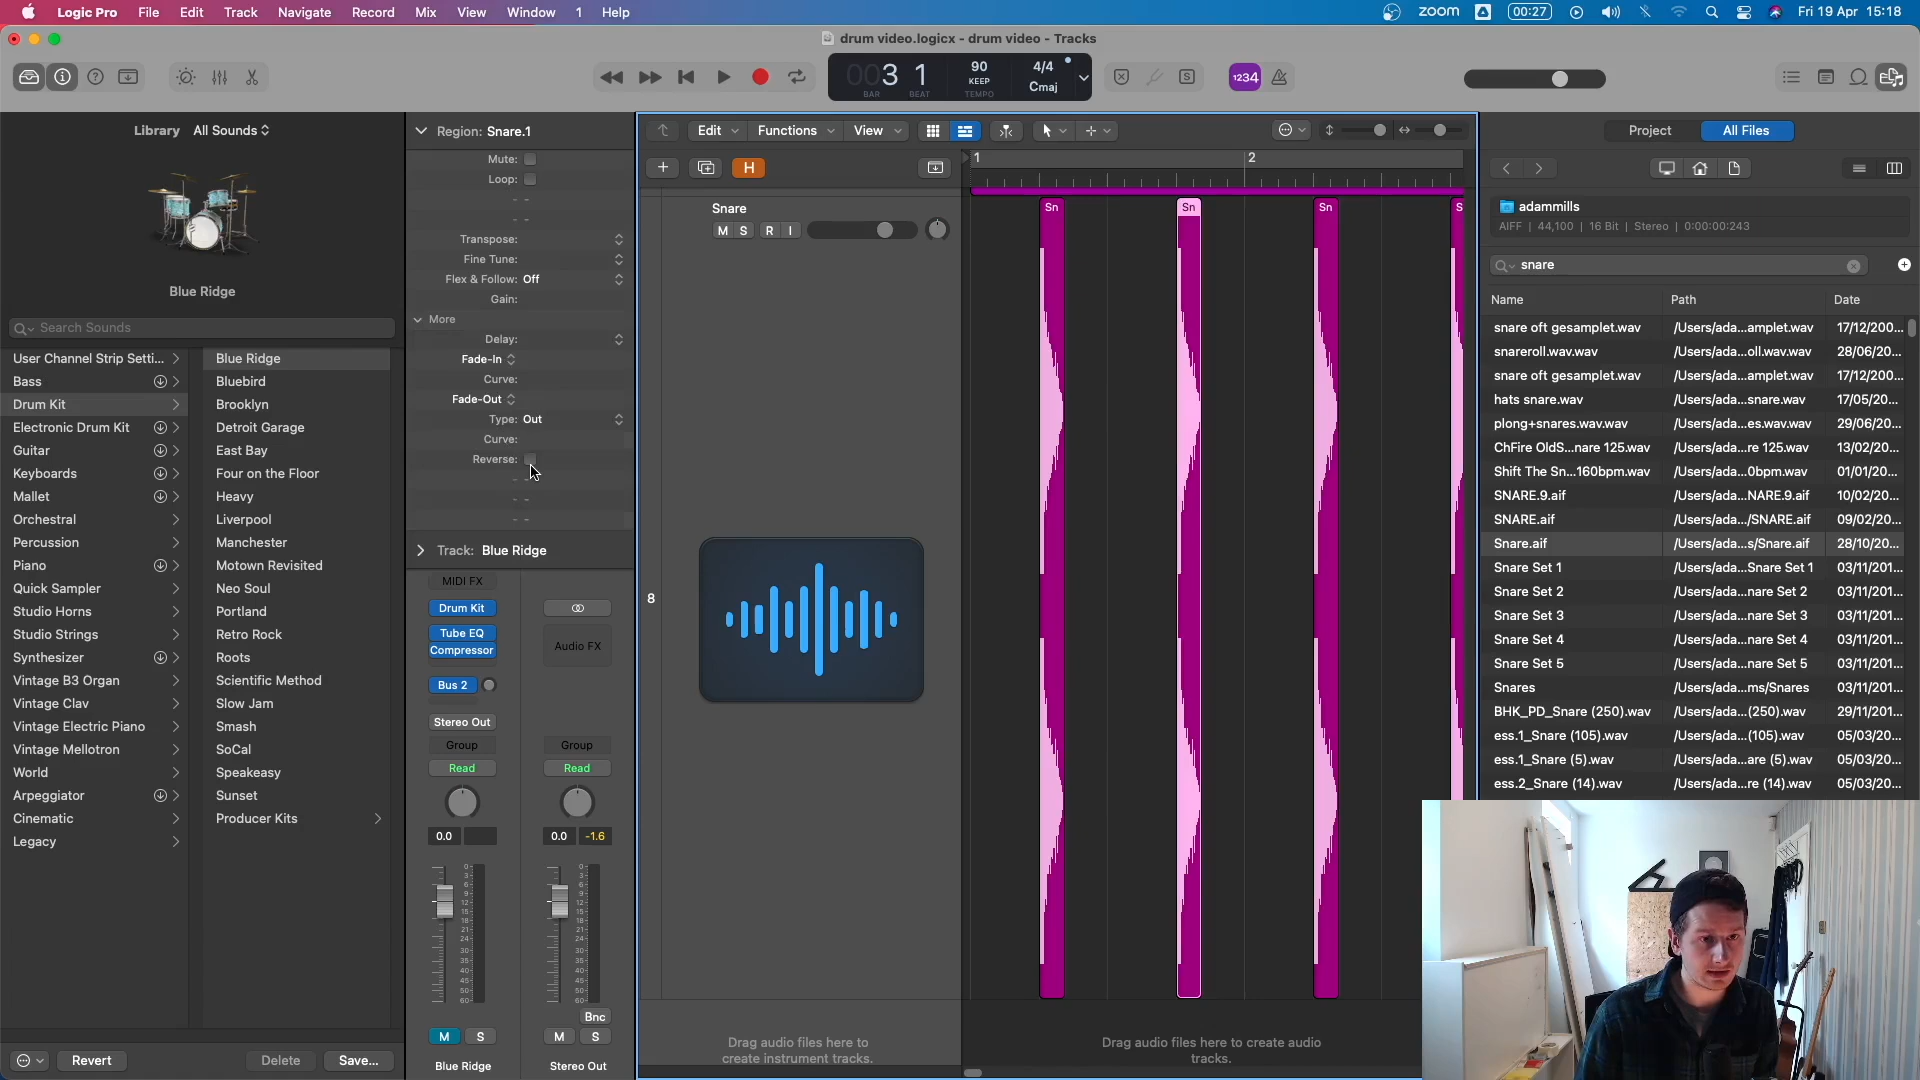 Logic Pro File Edit Track Navigate Record Mix View Window 1 Help
zoom 00:27 Fri 19 Apr 15:18
drum video.logicx - drum video - Tracks
003 1 90 4/4
KEEP Cmaj
BAR BEAT TEMPO
S 1234
Library All Sounds
Blue Ridge
Search Sounds
User Channel Strip Setti...
Bass
Drum Kit
Electronic Drum Kit
Guitar
Keyboards
Mallet
Orchestral
Percussion
Piano
Quick Sampler
Studio Horns
Studio Strings
Synthesizer
Vintage B3 Organ
Vintage Clav
Vintage Electric Piano
Vintage Mellotron
World
Arpeggiator
Cinematic
Legacy
Blue Ridge
Bluebird
Brooklyn
Detroit Garage
East Bay
Four on the Floor
Heavy
Liverpool
Manchester
Motown Revisited
Neo Soul
Portland
Retro Rock
Roots
Scientific Method
Slow Jam
Smash
SoCal
Speakeasy
Sunset
Producer Kits
Revert Delete Save...
Region: Snare.1
Mute:
Loop:
Transpose:
Fine Tune:
Flex & Follow: Off
Gain:
More
Delay:
Fade-In
Curve:
Fade-Out
Type: Out
Curve:
Reverse:
Track: Blue Ridge
MIDI FX
Drum Kit
Tube EQ
Compressor
Audio FX
Bus 2
Stereo Out
Group Group
Read Read
0.0 0.0 -1.6
Bnc
M S M S
Blue Ridge Stereo Out
Edit Functions View
H
1 2
Snare
M S R I
8
Sn Sn Sn S
Drag audio files here to
create instrument tracks.
Drag audio files here to create audio
tracks.
Project All Files
adammills
AIFF | 44,100 | 16 Bit | Stereo | 0:00:00:243
snare
Name Path Date
snare oft gesamplet.wav /Users/ada...amplet.wav 17/12/200...
snareroll.wav.wav /Users/ada...oll.wav.wav 28/06/20...
snare oft gesamplet.wav /Users/ada...amplet.wav 17/12/200...
hats snare.wav /Users/ada...snare.wav 17/05/20...
plong+snares.wav.wav /Users/ada...es.wav.wav 29/06/20...
ChFire OldS...nare 125.wav /Users/ada...re 125.wav 13/02/20...
Shift The Sn...160bpm.wav /Users/ada...0bpm.wav 01/01/20...
SNARE.9.aif /Users/ada...NARE.9.aif 10/02/20...
SNARE.aif /Users/ada.../SNARE.aif 09/02/20...
Snare.aif /Users/ada...s/Snare.aif 28/10/20...
Snare Set 1 /Users/ada...Snare Set 1 03/11/201...
Snare Set 2 /Users/ada...nare Set 2 03/11/201...
Snare Set 3 /Users/ada...nare Set 3 03/11/201...
Snare Set 4 /Users/ada...nare Set 4 03/11/201...
Snare Set 5 /Users/ada...nare Set 5 03/11/201...
Snares /Users/ada...ms/Snares 03/11/201...
BHK_PD_Snare (250).wav /Users/ada...(250).wav 29/11/201...
ess.1_Snare (105).wav /Users/ada...(105).wav 05/03/20...
ess.1_Snare (5).wav /Users/ada...are (5).wav 05/03/20...
ess.2_Snare (14).wav /Users/ada...re (14).wav 05/03/20...